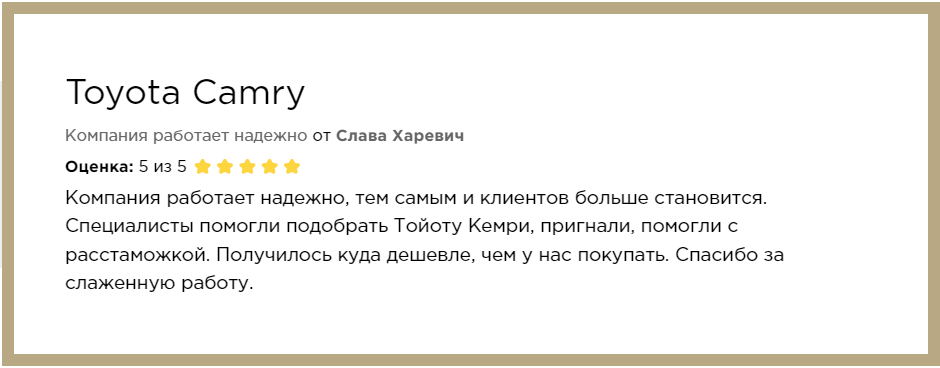 Toyota Camry
Компания работает надежно от Слава Харевич
Оценка: 5 из 5
Компания работает надежно, тем самым и клиентов больше становится.
Специалисты помогли подобрать Тойоту Кемри, пригнали, помогли с
расстаможкой. Получилось куда дешевле, чем у нас покупать. Спасибо за
слаженную работу.